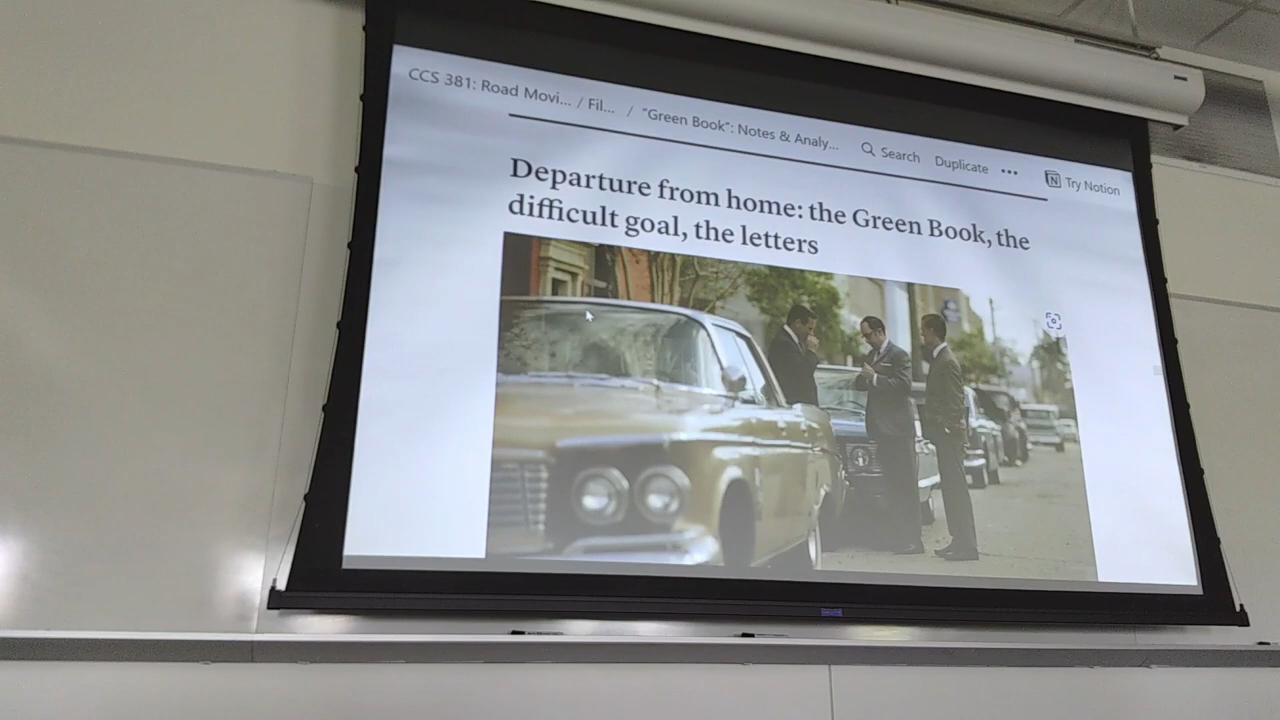 CCS 381: Road Movi... / Fil... / "Green Book": Notes & Analy... Search Duplicate ••• Try Notion
Departure from home: the Green Book, the
difficult goal, the letters